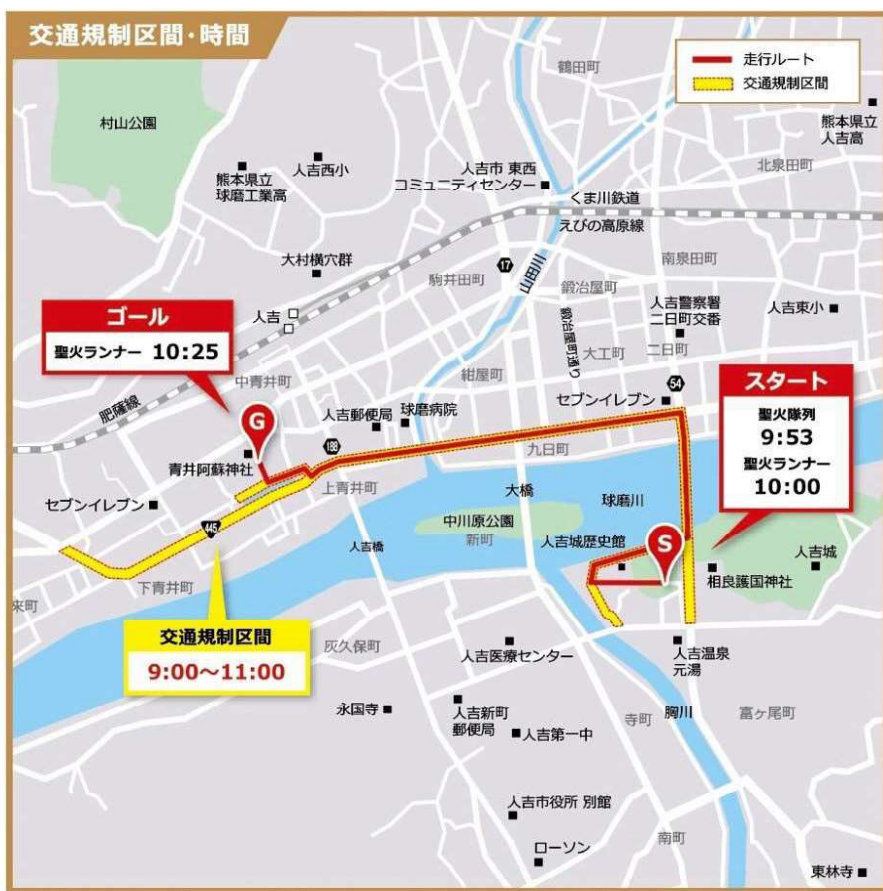 交通規制区間・時間
走行ルート
交通規制区間
鶴田町
村山公園
熊本県立
人吉高
人吉西小
熊本県立
球磨工業高
人吉市 東西
コミュニティセンター
北泉田町
くま川鉄道
えびの高原線
大村横穴群
駒井田町
17
山田川
鍛冶屋町
南泉田町
人吉
鍛冶屋町通り
大工町
二日町
人吉警察署
二日町交番
人吉東小
ゴール
聖火ランナー 10:25
中青井町
紺屋町
54
セブンイレブン
スタート
聖火隊列
9:53
聖火ランナー
10:00
肥薩線
人吉郵便局
球磨病院
G
188
青井阿蘇神社
上青井町
九日町
セブンイレブン
445
大橋
球磨川
中川原公園
新町
人吉橋
人吉城歴史館
S
相良護国神社
人吉城
下青井町
来町
交通規制区間
9:00～11:00
灰久保町
人吉医療センター
人吉温泉
元湯
永国寺
人吉新町
郵便局
人吉第一中
寺町
胸川
富ヶ尾町
人吉市役所 別館
ローソン
南町
東林寺